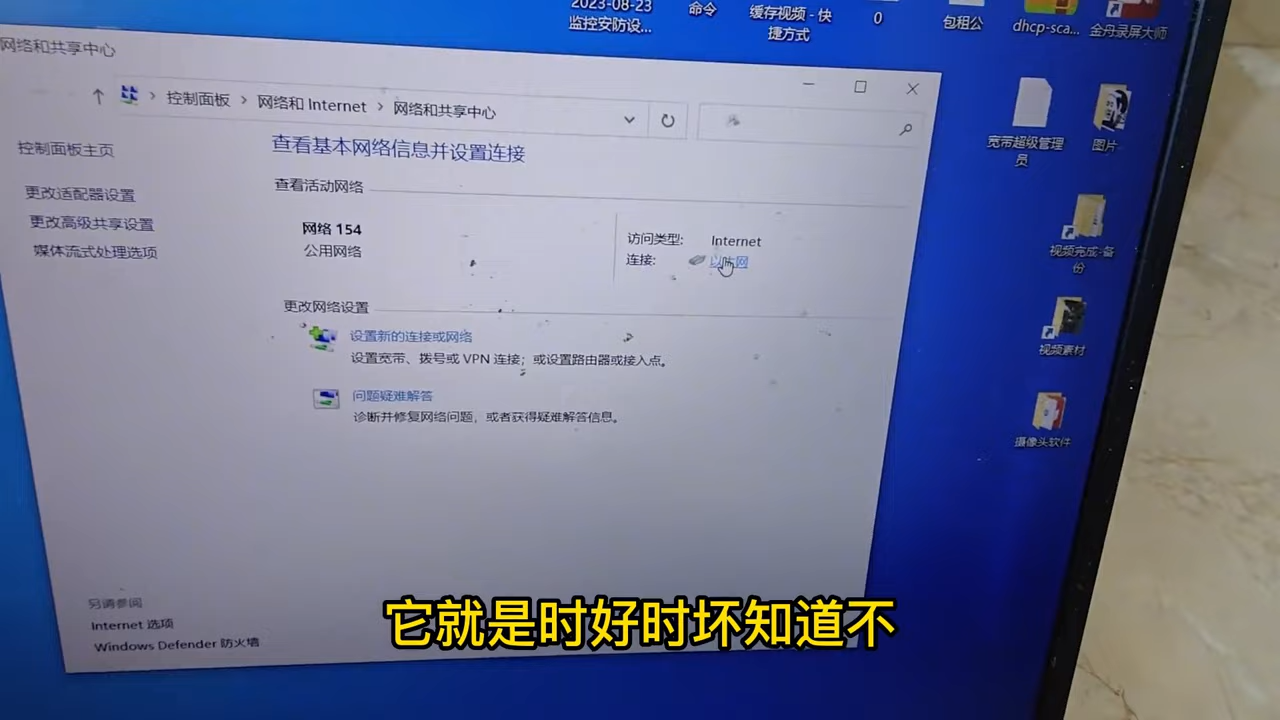 2023-08-23
监控安防设...
命令
缓存视频 - 快
捷方式
0
包租公
dhcp-sca...
金舟录屏大师
网络和共享中心
控制面板 > 网络和 Internet > 网络和共享中心
控制面板主页
更改适配器设置
更改高级共享设置
媒体流式处理选项
查看基本网络信息并设置连接
查看活动网络
网络 154
公用网络
访问类型: Internet
连接: 以太网
更改网络设置
设置新的连接或网络
设置宽带、拨号或 VPN 连接；或设置路由器或接入点。
问题疑难解答
诊断并修复网络问题，或者获得疑难解答信息。
另请参阅
Internet 选项
Windows Defender 防火墙
宽带超级管理
员
图片
视频完成-备
份
视频素材
摄像头软件
它就是时好时坏知道不